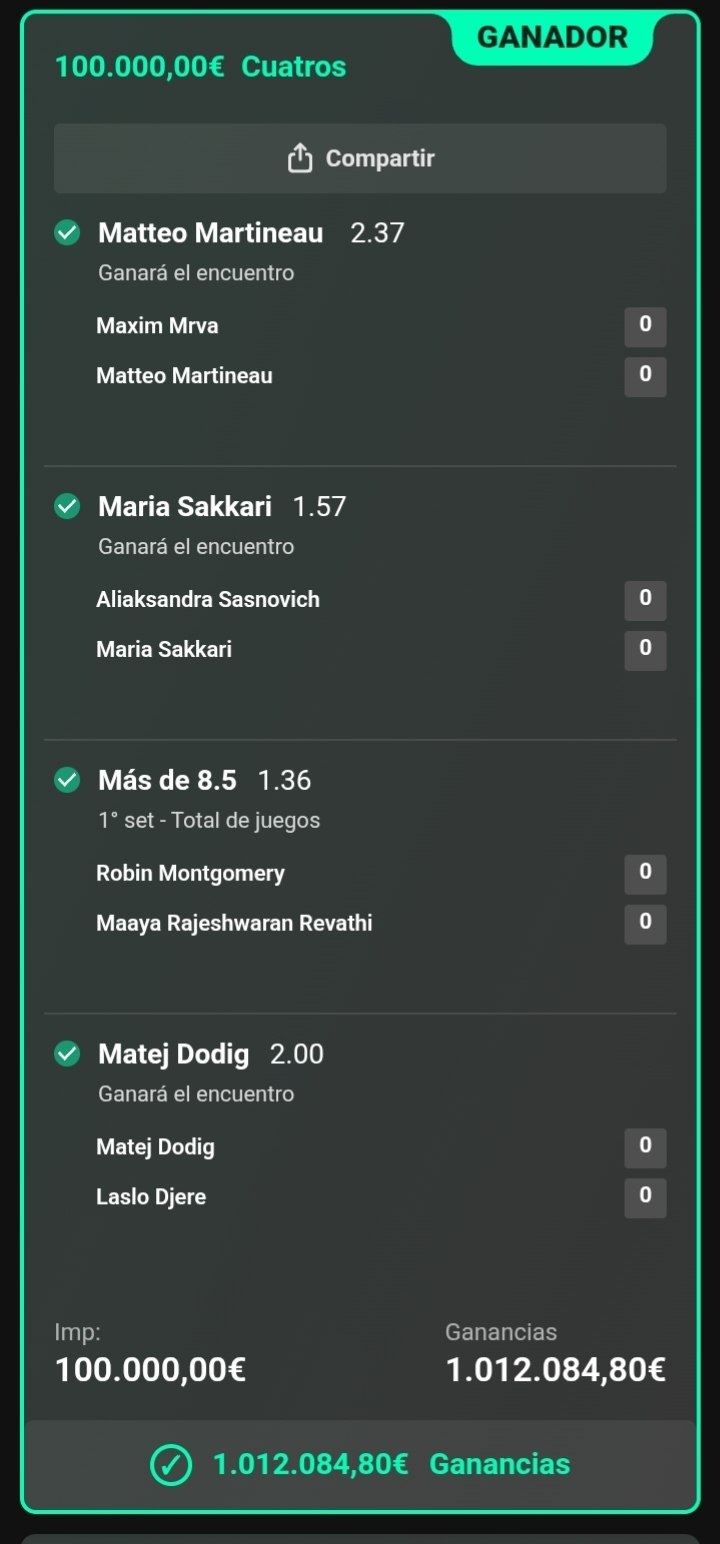 GANADOR
100.000,00€ Cuatros
Compartir
Matteo Martineau 2.37
Ganará el encuentro
Maxim Mrva 0
Matteo Martineau 0
Maria Sakkari 1.57
Ganará el encuentro
Aliaksandra Sasnovich 0
Maria Sakkari 0
Más de 8.5 1.36
1° set - Total de juegos
Robin Montgomery 0
Maaya Rajeshwaran Revathi 0
Matej Dodig 2.00
Ganará el encuentro
Matej Dodig 0
Laslo Djere 0
Imp: Ganancias
100.000,00€ 1.012.084,80€
1.012.084,80€ Ganancias